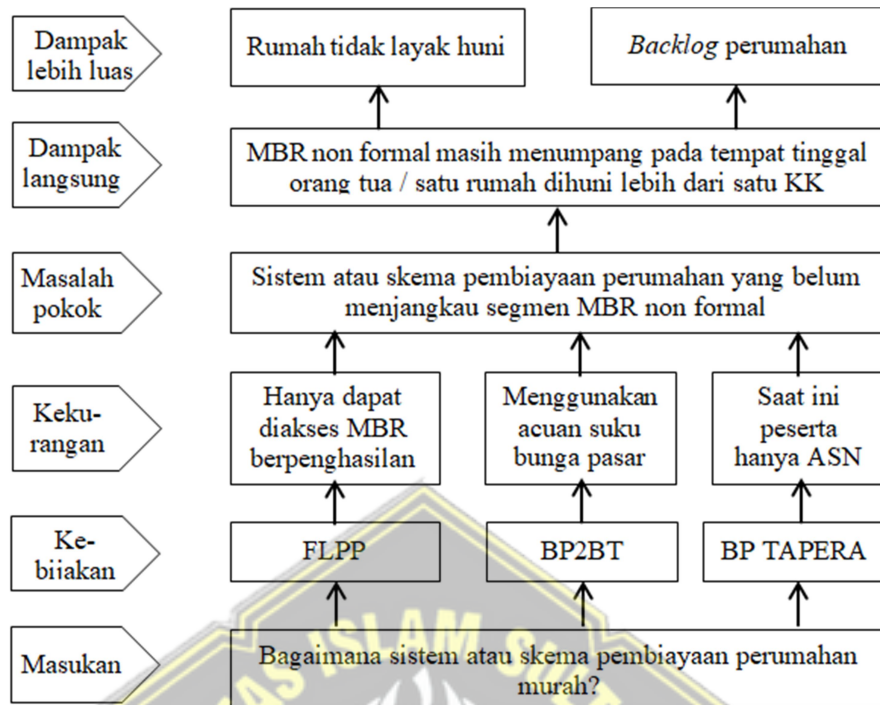 Dampak
lebih luas
Rumah tidak layak huni
Backlog perumahan
Dampak
langsung
MBR non formal masih menumpang pada tempat tinggal
orang tua / satu rumah dihuni lebih dari satu KK
Masalah
pokok
Sistem atau skema pembiayaan perumahan yang belum
menjangkau segmen MBR non formal
Keku-
rangan
Hanya dapat
diakses MBR
berpenghasilan
Menggunakan
acuan suku
bunga pasar
Saat ini
peserta
hanya ASN
Ke-
bijakan
FLPP
BP2BT
BP TAPERA
Masukan
Bagaimana sistem atau skema pembiayaan perumahan
murah?
AS ISLAM SULT